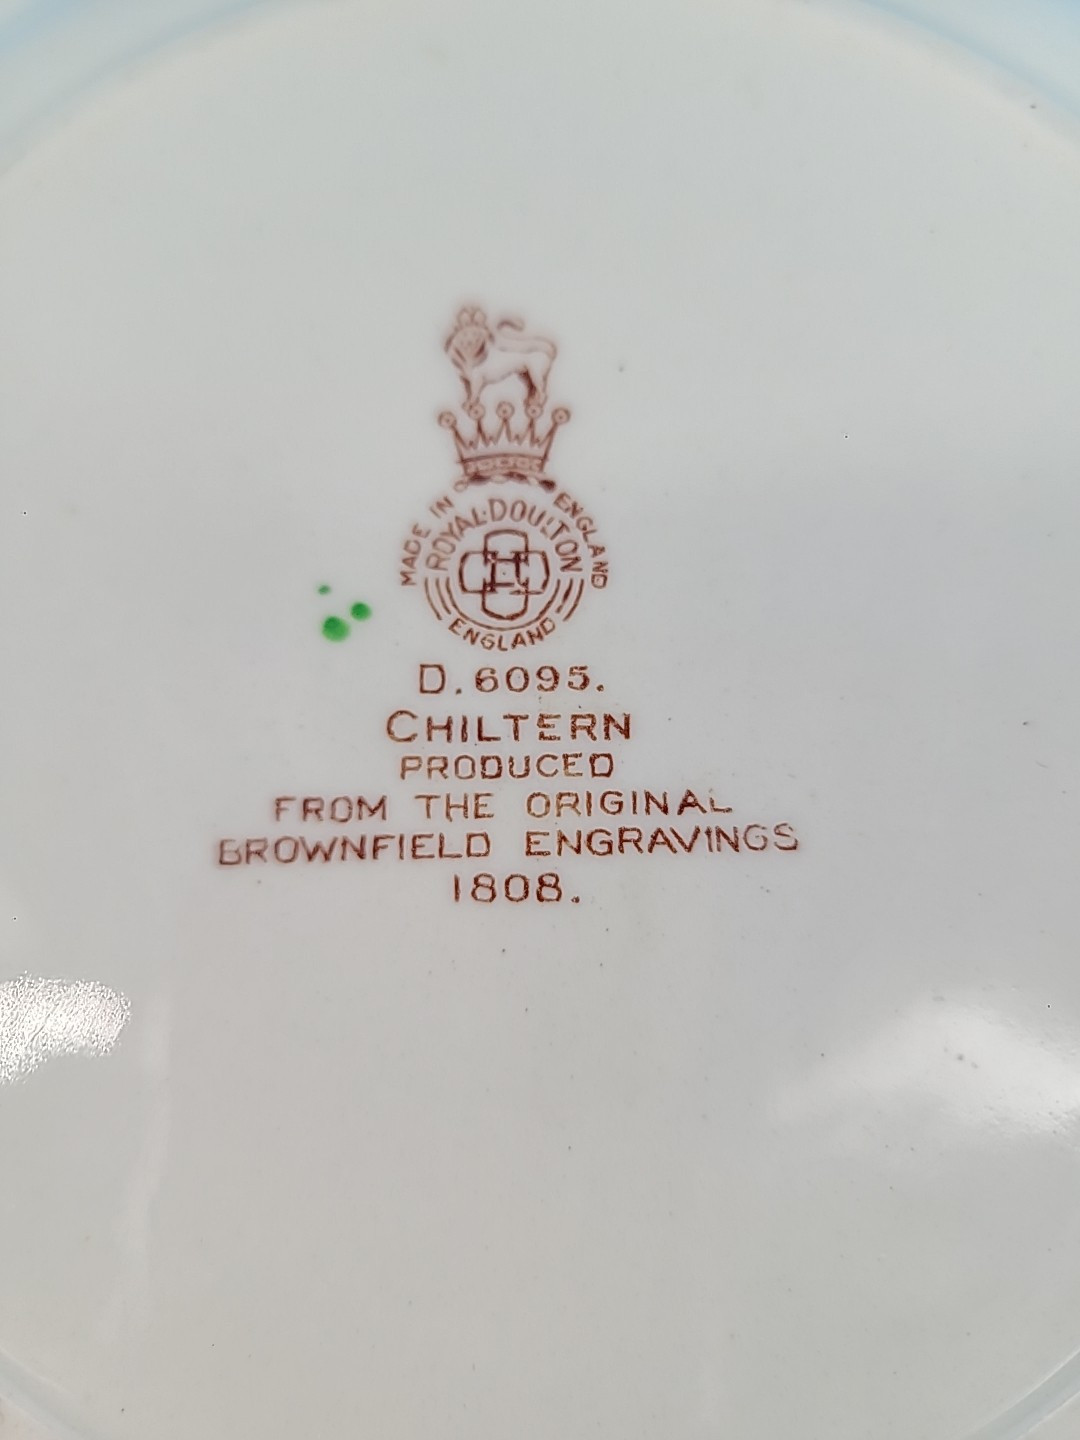 MADE IN ENGLAND
ROYAL·DOULTON
ENGLAND
D.6095.
CHILTERN
PRODUCED
FROM THE ORIGINAL
BROWNFIELD ENGRAVINGS
1808.